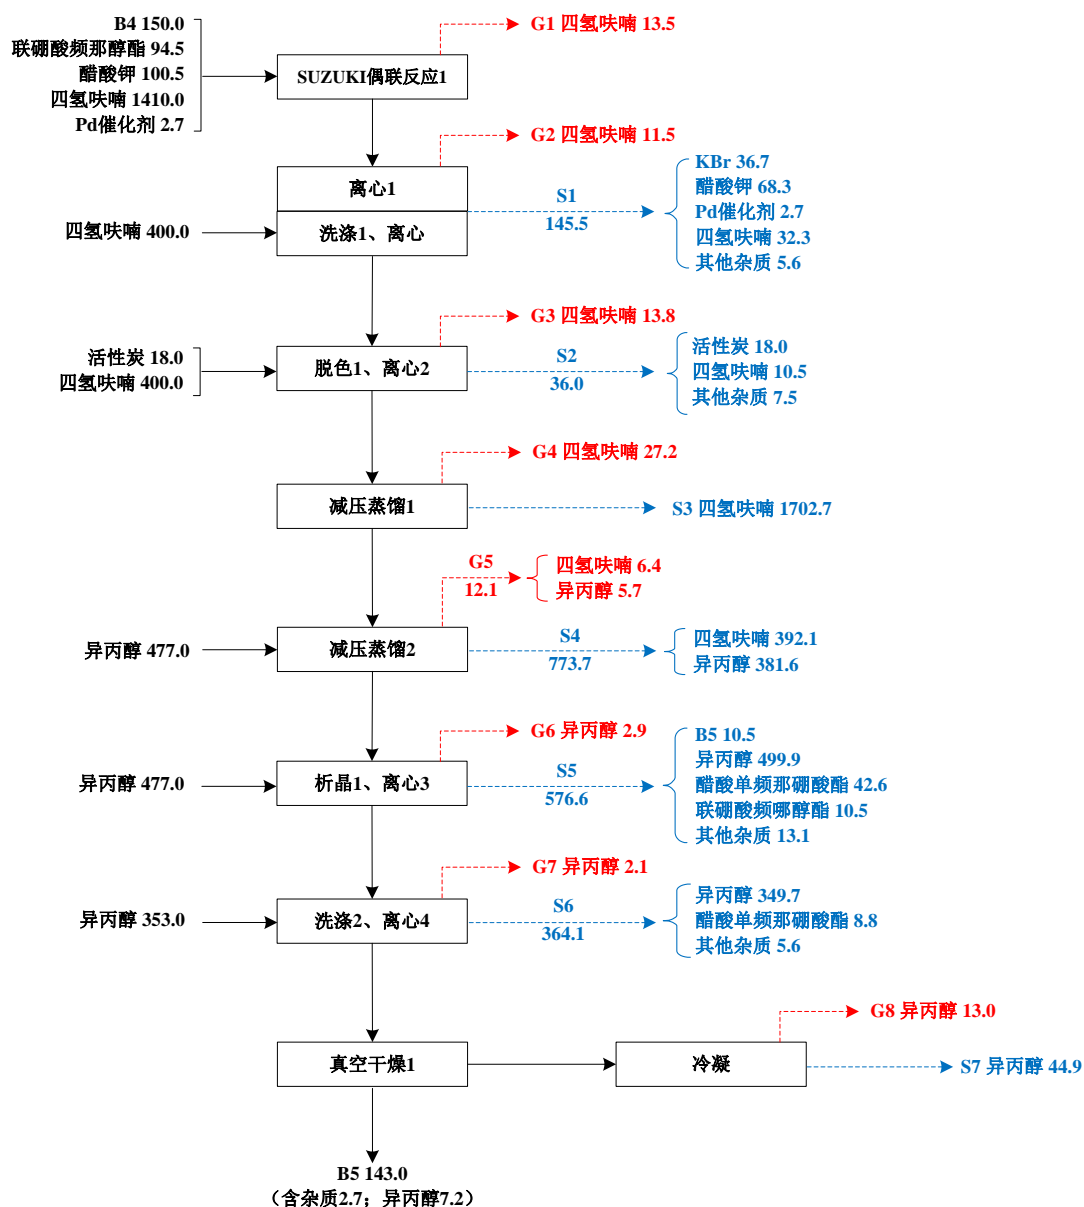 B4 150.0
联硼酸频那醇酯 94.5
醋酸钾 100.5
四氢呋喃 1410.0
Pd催化剂 2.7
SUZUKI偶联反应1
G1 四氢呋喃 13.5
G2 四氢呋喃 11.5
离心1
洗涤1、离心
四氢呋喃 400.0
S1
145.5
KBr 36.7
醋酸钾 68.3
Pd催化剂 2.7
四氢呋喃 32.3
其他杂质 5.6
G3 四氢呋喃 13.8
活性炭 18.0
四氢呋喃 400.0
脱色1、离心2
S2
36.0
活性炭 18.0
四氢呋喃 10.5
其他杂质 7.5
G4 四氢呋喃 27.2
减压蒸馏1
S3 四氢呋喃 1702.7
G5
12.1
四氢呋喃 6.4
异丙醇 5.7
异丙醇 477.0
减压蒸馏2
S4
773.7
四氢呋喃 392.1
异丙醇 381.6
G6 异丙醇 2.9
异丙醇 477.0
析晶1、离心3
S5
576.6
B5 10.5
异丙醇 499.9
醋酸单频那硼酸酯 42.6
联硼酸频哪醇酯 10.5
其他杂质 13.1
G7 异丙醇 2.1
异丙醇 353.0
洗涤2、离心4
S6
364.1
异丙醇 349.7
醋酸单频那硼酸酯 8.8
其他杂质 5.6
G8 异丙醇 13.0
真空干燥1
冷凝
S7 异丙醇 44.9
B5 143.0
（含杂质2.7；异丙醇7.2）